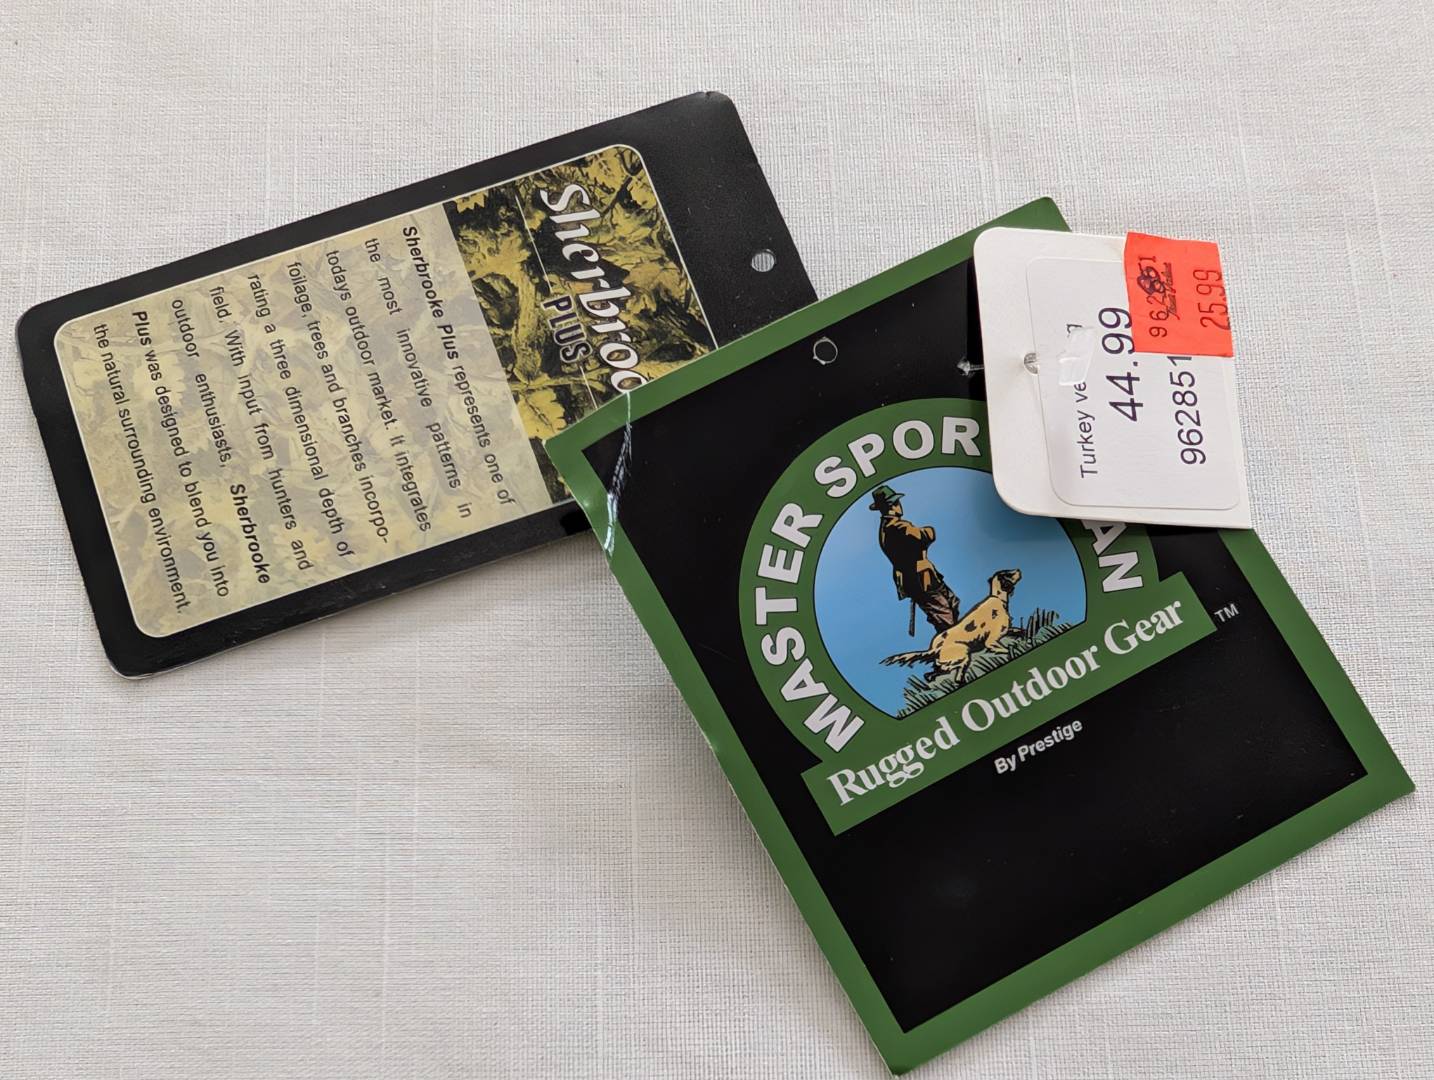 Sherbroo
PLUS
Sherbrooke Plus represents one of
the most innovative patterns in
todays outdoor market. It integrates
foilage, trees and branches incorpo-
rating a three dimensional depth of
field. With input from hunters and
outdoor enthusiasts, Sherbrooke
Plus was designed to blend you into
the natural surrounding environment.
MASTER SPOR AN
Rugged Outdoor Gear
TM
By Prestige
Turkey ve
44.99
962851
25.99